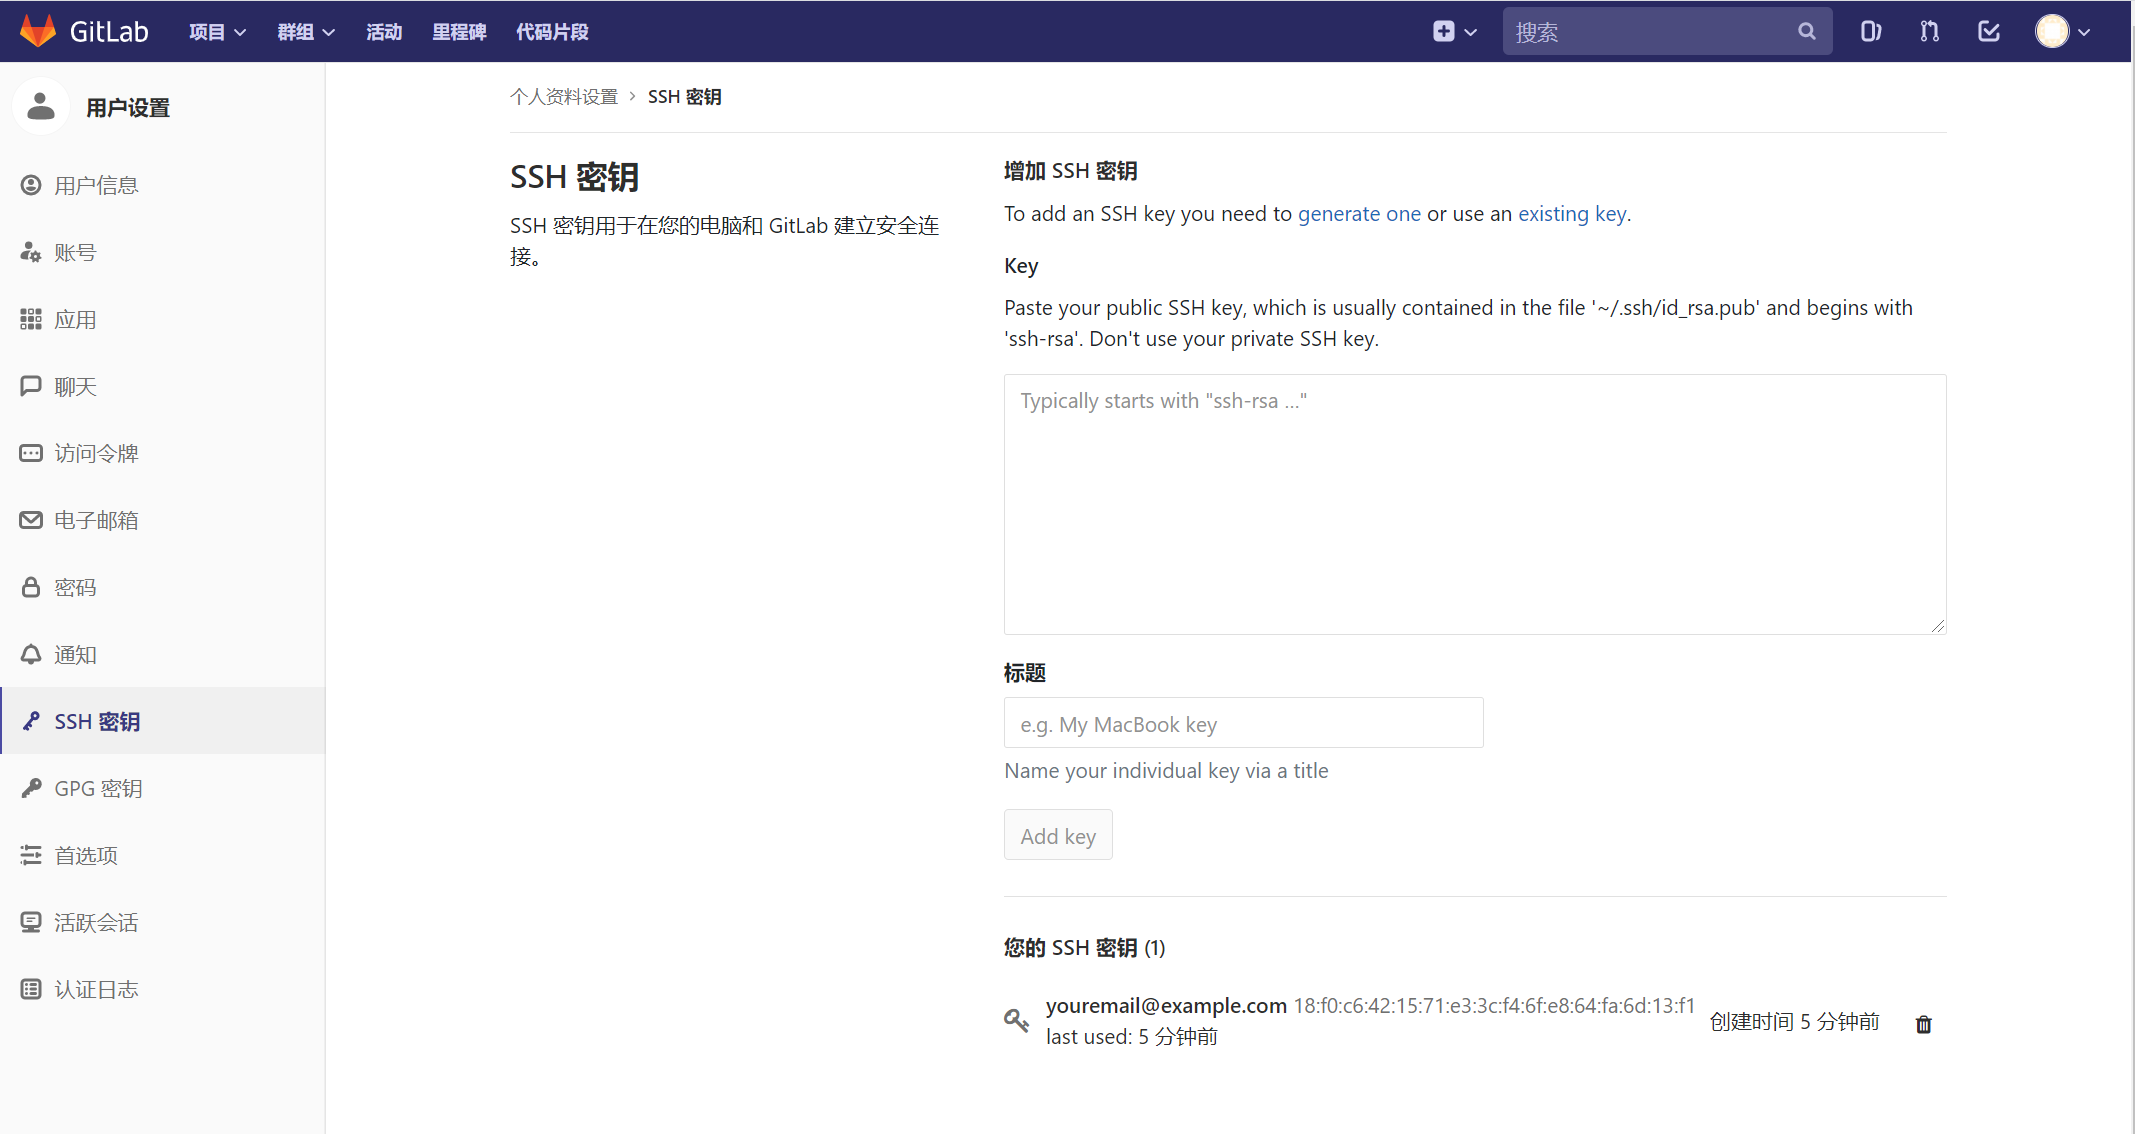 GitLab 项目 群组 活动 里程碑 代码片段 搜索
用户设置
用户信息
账号
应用
聊天
访问令牌
电子邮箱
密码
通知
SSH 密钥
GPG 密钥
首选项
活跃会话
认证日志
个人资料设置 › SSH 密钥
SSH 密钥
SSH 密钥用于在您的电脑和 GitLab 建立安全连
接。
增加 SSH 密钥
To add an SSH key you need to generate one or use an existing key.
Key
Paste your public SSH key, which is usually contained in the file '~/.ssh/id_rsa.pub' and begins with
'ssh-rsa'. Don't use your private SSH key.
Typically starts with "ssh-rsa ..."
标题
e.g. My MacBook key
Name your individual key via a title
Add key
您的 SSH 密钥 (1)
youremail@example.com 18:f0:c6:42:15:71:e3:3c:f4:6f:e8:64:fa:6d:13:f1
last used: 5 分钟前
创建时间 5 分钟前